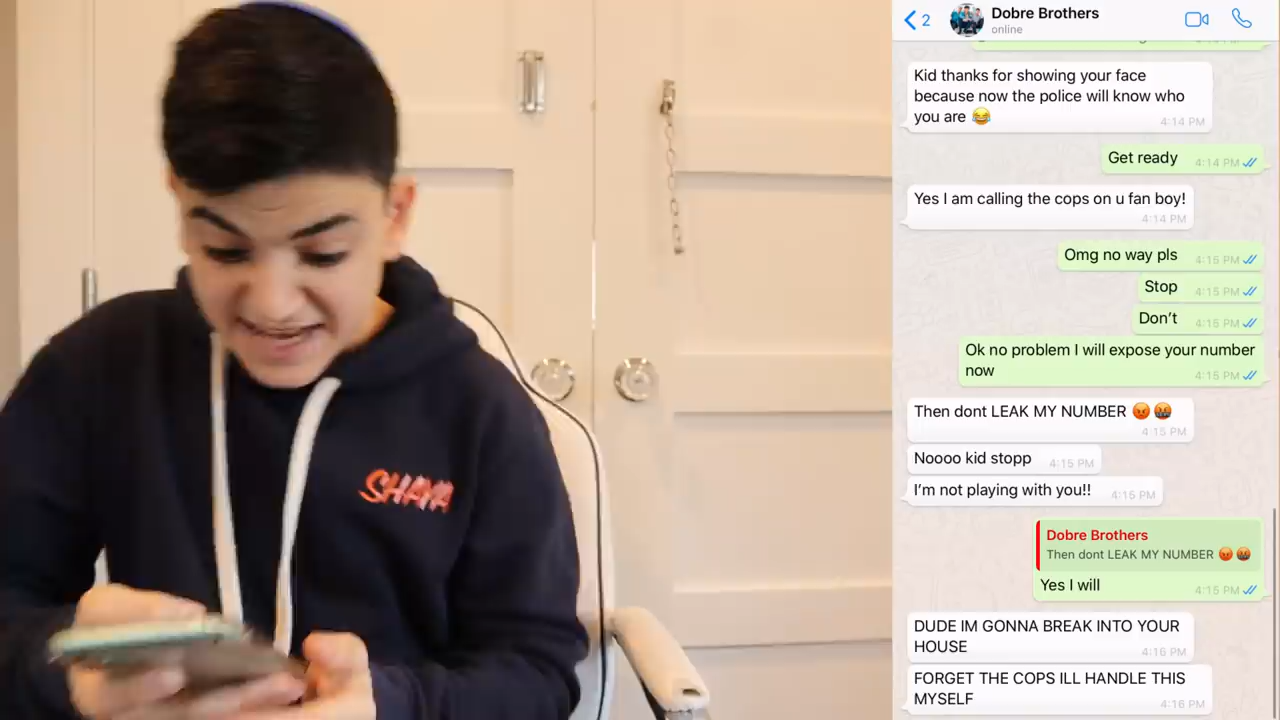 2
Dobre Brothers
online
Kid thanks for showing your face
because now the police will know who
you are 😂
4:14 PM
Get ready
4:14 PM
Yes I am calling the cops on u fan boy!
4:14 PM
Omg no way pls
4:15 PM
Stop
4:15 PM
Don't
4:15 PM
Ok no problem I will expose your number
now
4:15 PM
Then dont LEAK MY NUMBER 😡🤬
4:15 PM
Noooo kid stopp
4:15 PM
I'm not playing with you!!
4:15 PM
SHAYA
Dobre Brothers
Then dont LEAK MY NUMBER 😡🤬
Yes I will
4:15 PM
DUDE IM GONNA BREAK INTO YOUR
HOUSE
4:16 PM
FORGET THE COPS ILL HANDLE THIS
MYSELF
4:16 PM